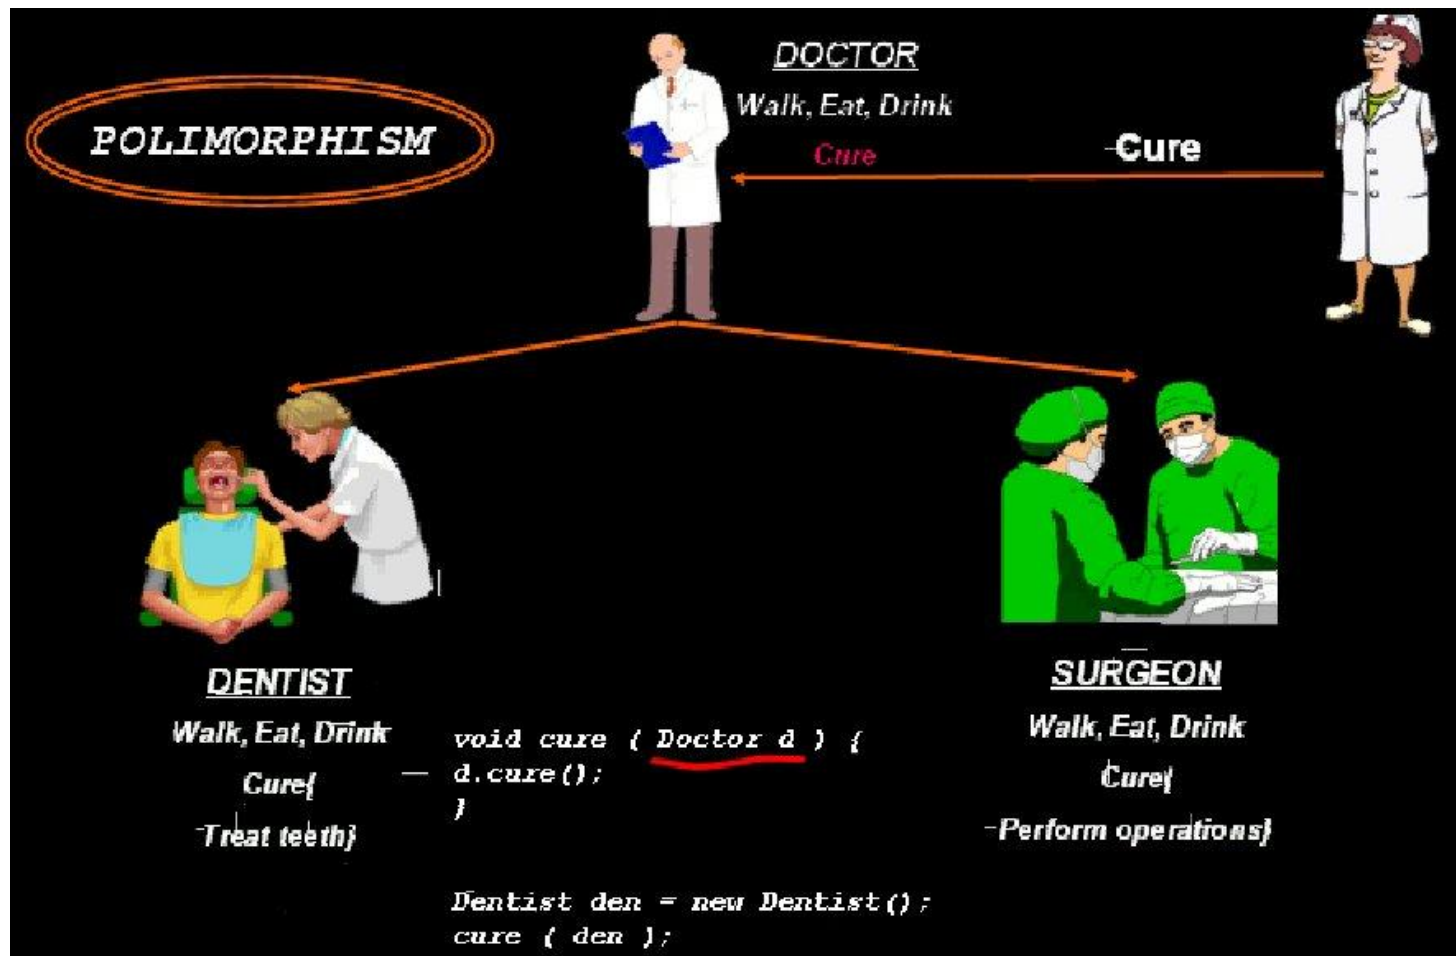 POLIMORPHISM
DOCTOR
Walk, Eat, Drink
Cure
Cure
DENTIST
Walk, Eat, Drink
Cure{
Treat teeth}
void cure ( Doctor d ) {
d.cure();
}
Dentist den = new Dentist();
cure ( den );
SURGEON
Walk, Eat, Drink
Cure{
Perform operations}